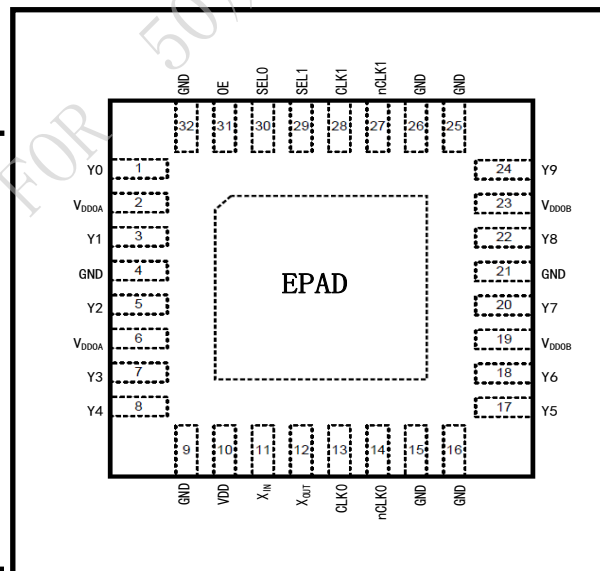 FOR 50
GND OE SEL0 SEL1 CLK1 nCLK1 GND GND
32 31 30 29 28 27 26 25
Y0 1 24 Y9
VDDOA 2 23 VDDOB
Y1 3 22 Y8
GND 4 21 GND
EPAD
Y2 5 20 Y7
VDDOA 6 19 VDDOB
Y3 7 18 Y6
Y4 8 17 Y5
9 10 11 12 13 14 15 16
GND VDD XIN XOUT CLK0 nCLK0 GND GND